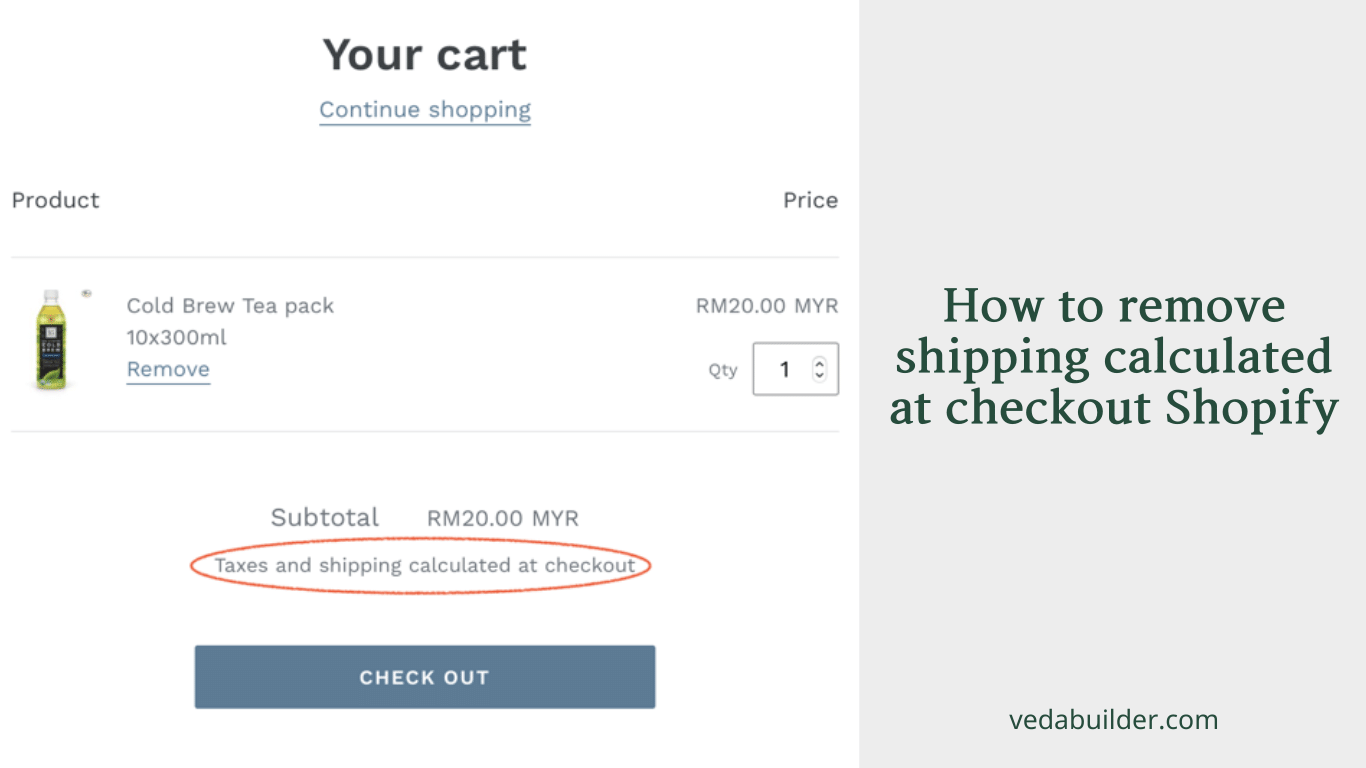 Your cart
Continue shopping
Product Price
Cold Brew Tea pack RM20.00 MYR
10x300ml
Remove Qty 1
COLD
BREW
Subtotal RM20.00 MYR
Taxes and shipping calculated at checkout
CHECK OUT
How to remove
shipping calculated
at checkout Shopify
vedabuilder.com